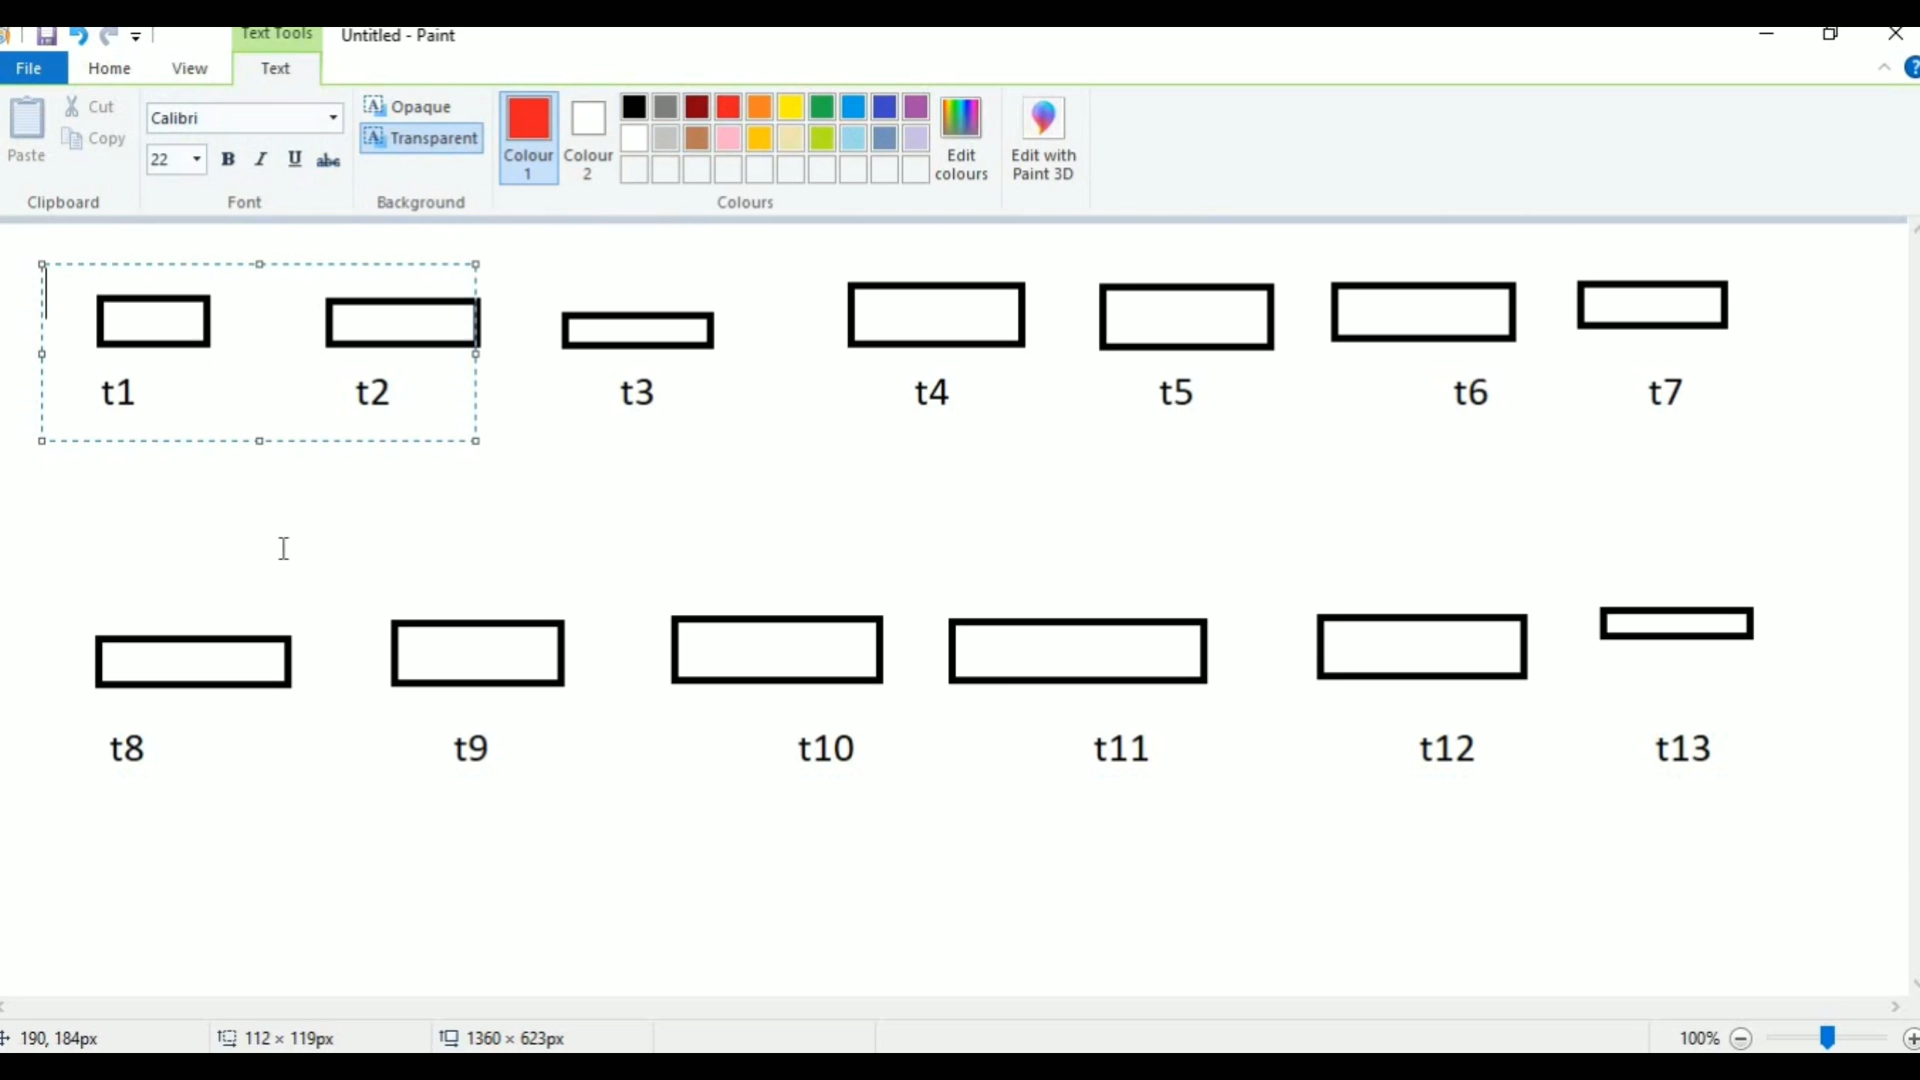 Text Tools Untitled - Paint
File Home View Text
Cut
Copy
Paste
Clipboard
Calibri
22 B I U abc
Font
A Opaque
A Transparent
Background
Colour 1
Colour 2
Edit colours
Colours
Edit with Paint 3D
?
t1 t2 t3 t4 t5 t6 t7
t8 t9 t10 t11 t12 t13
190, 184px 112 × 119px 1360 × 623px 100%